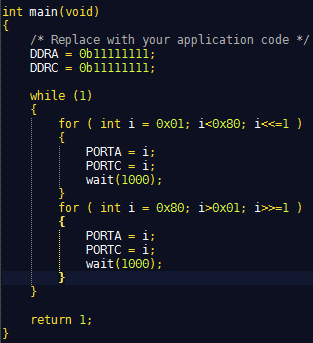 int main(void)
{
    /* Replace with your application code */
    DDRA = 0b11111111;
    DDRC = 0b11111111;

    while (1)
    {
        for ( int i = 0x01; i<0x80; i<<=1 )
        {
            PORTA = i;
            PORTC = i;
            wait(1000);
        }
        for ( int i = 0x80; i>0x01; i>>=1 )
        {
            PORTA = i;
            PORTC = i;
            wait(1000);
        }
    }

    return 1;
}